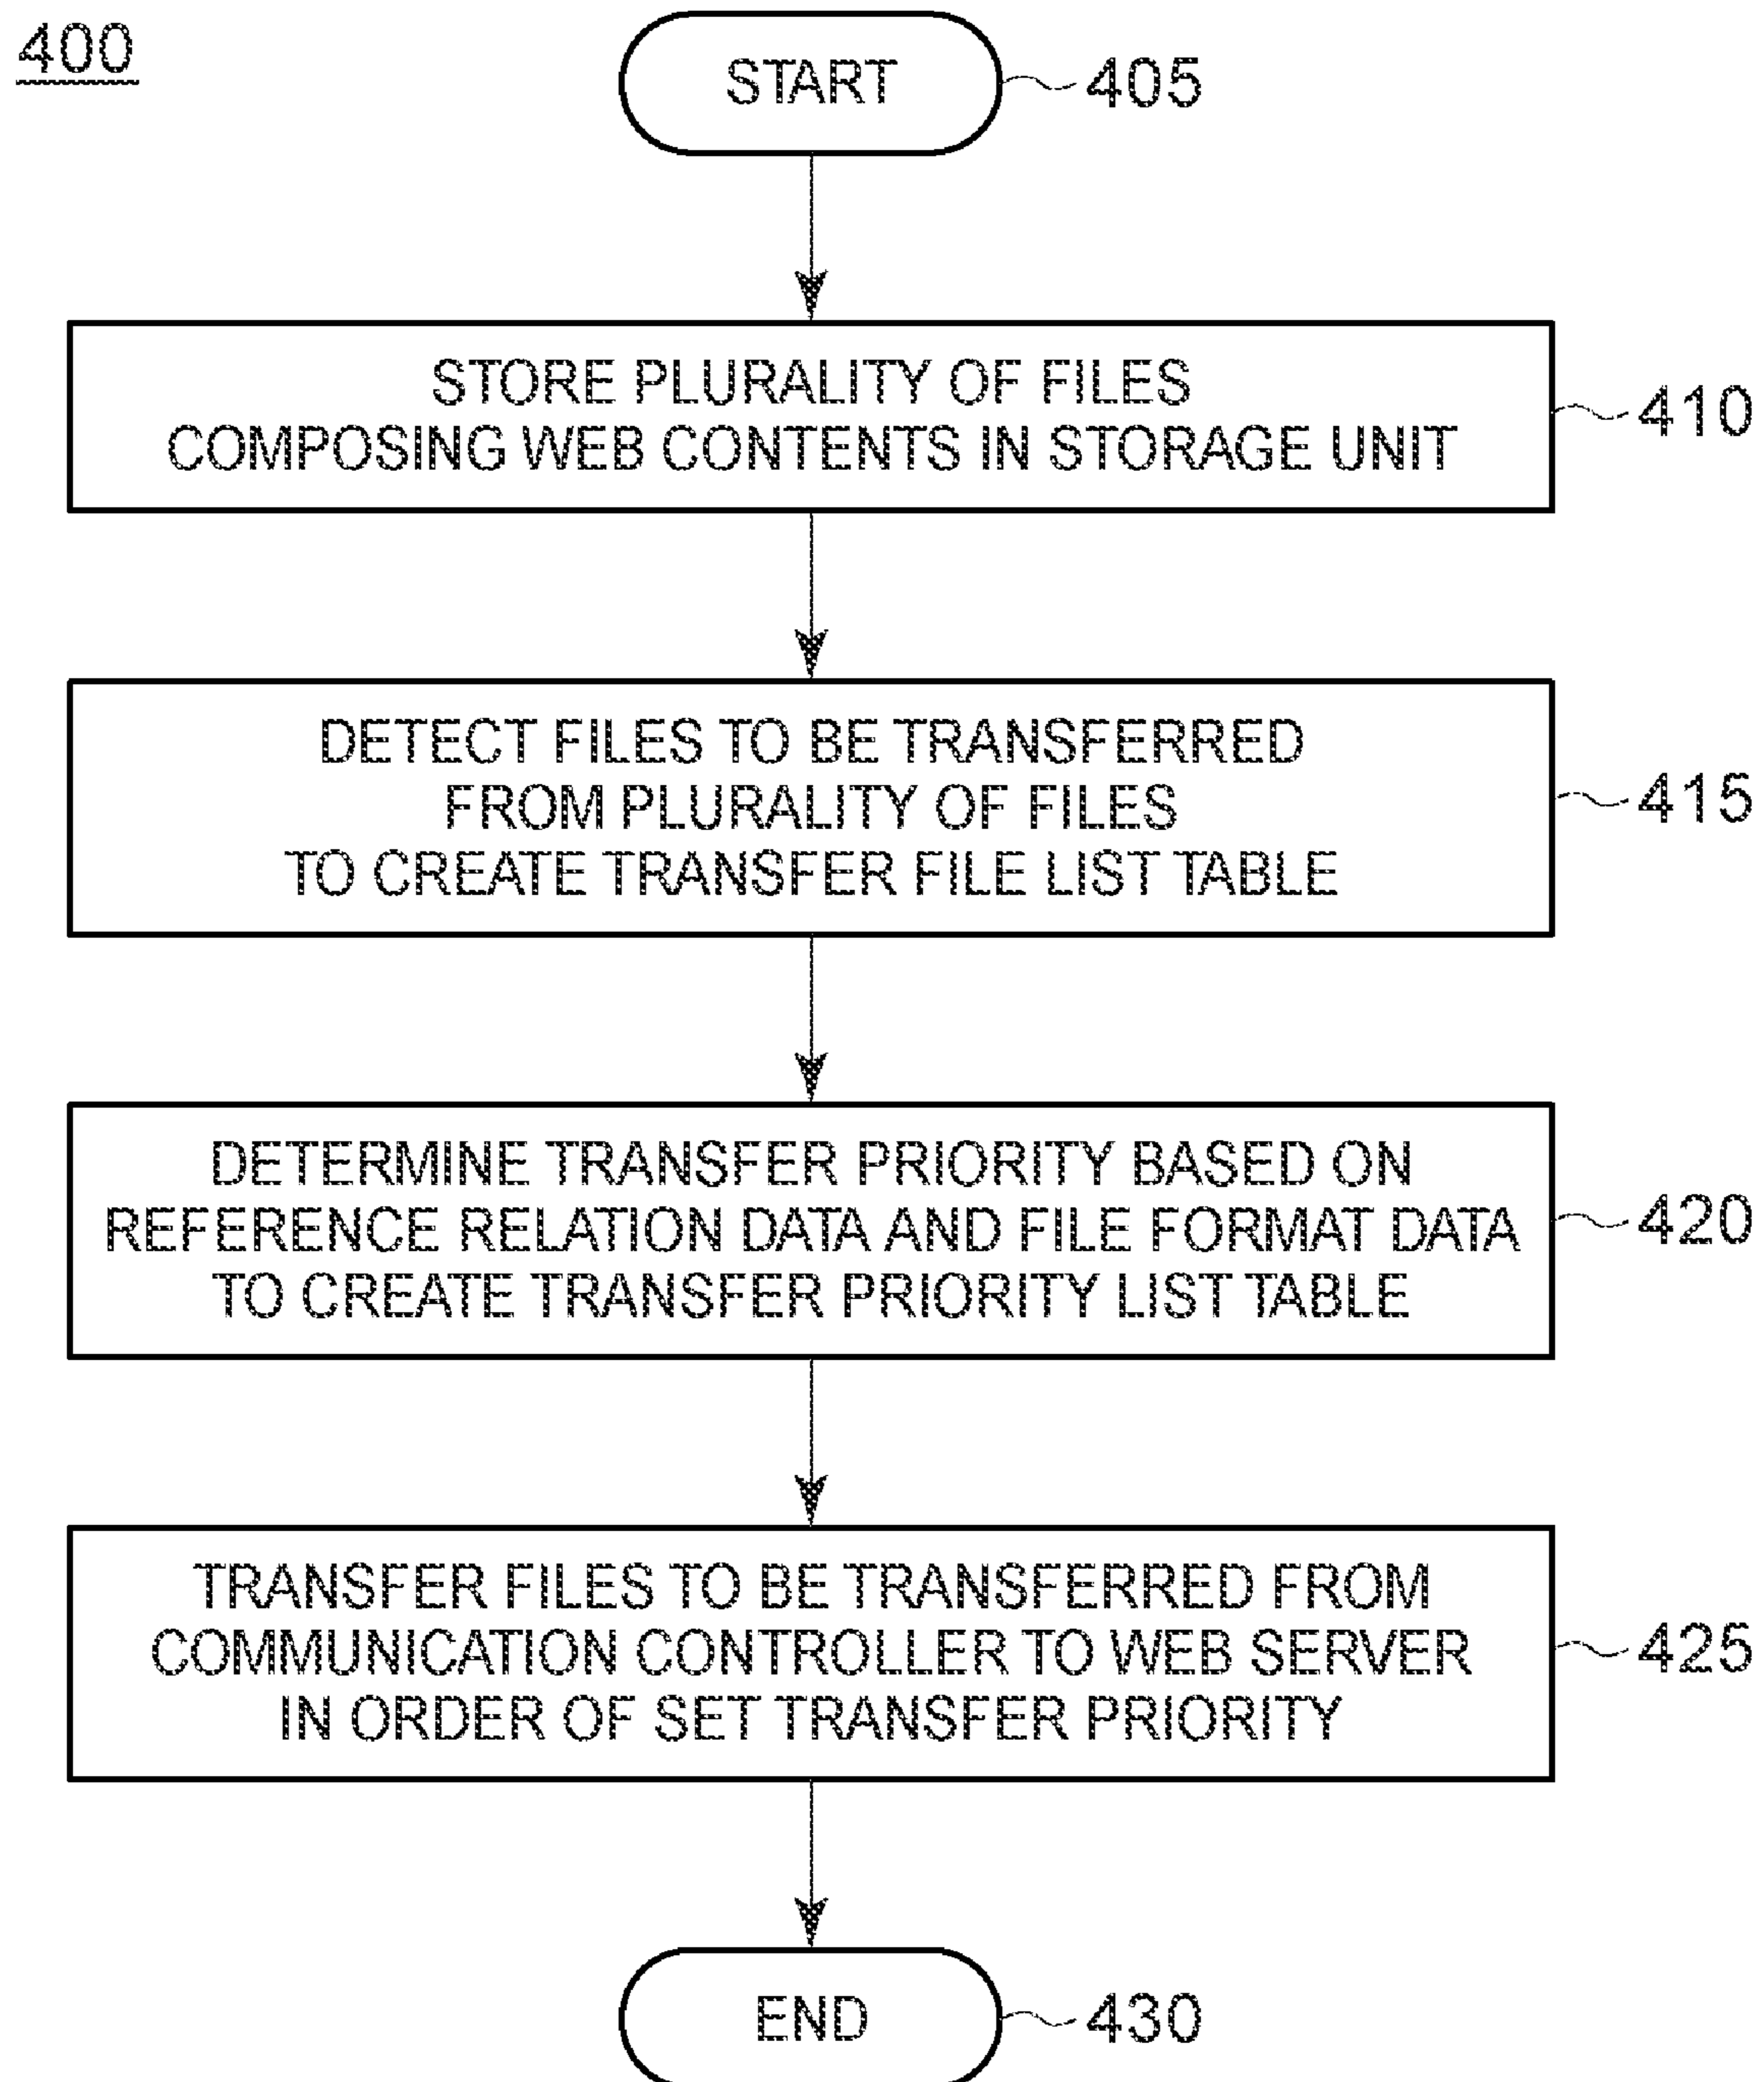 400
START
405
STORE PLURALITY OF FILES
COMPOSING WEB CONTENTS IN STORAGE UNIT
410
DETECT FILES TO BE TRANSFERRED
FROM PLURALITY OF FILES
TO CREATE TRANSFER FILE LIST TABLE
415
DETERMINE TRANSFER PRIORITY BASED ON
REFERENCE RELATION DATA AND FILE FORMAT DATA
TO CREATE TRANSFER PRIORITY LIST TABLE
420
TRANSFER FILES TO BE TRANSFERRED FROM
COMMUNICATION CONTROLLER TO WEB SERVER
IN ORDER OF SET TRANSFER PRIORITY
425
END
430